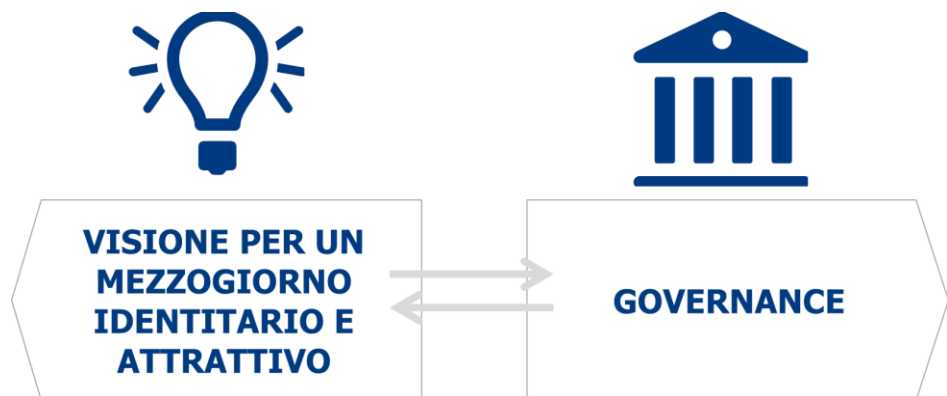 VISIONE PER UN
MEZZOGIORNO
IDENTITARIO E
ATTRATTIVO
GOVERNANCE